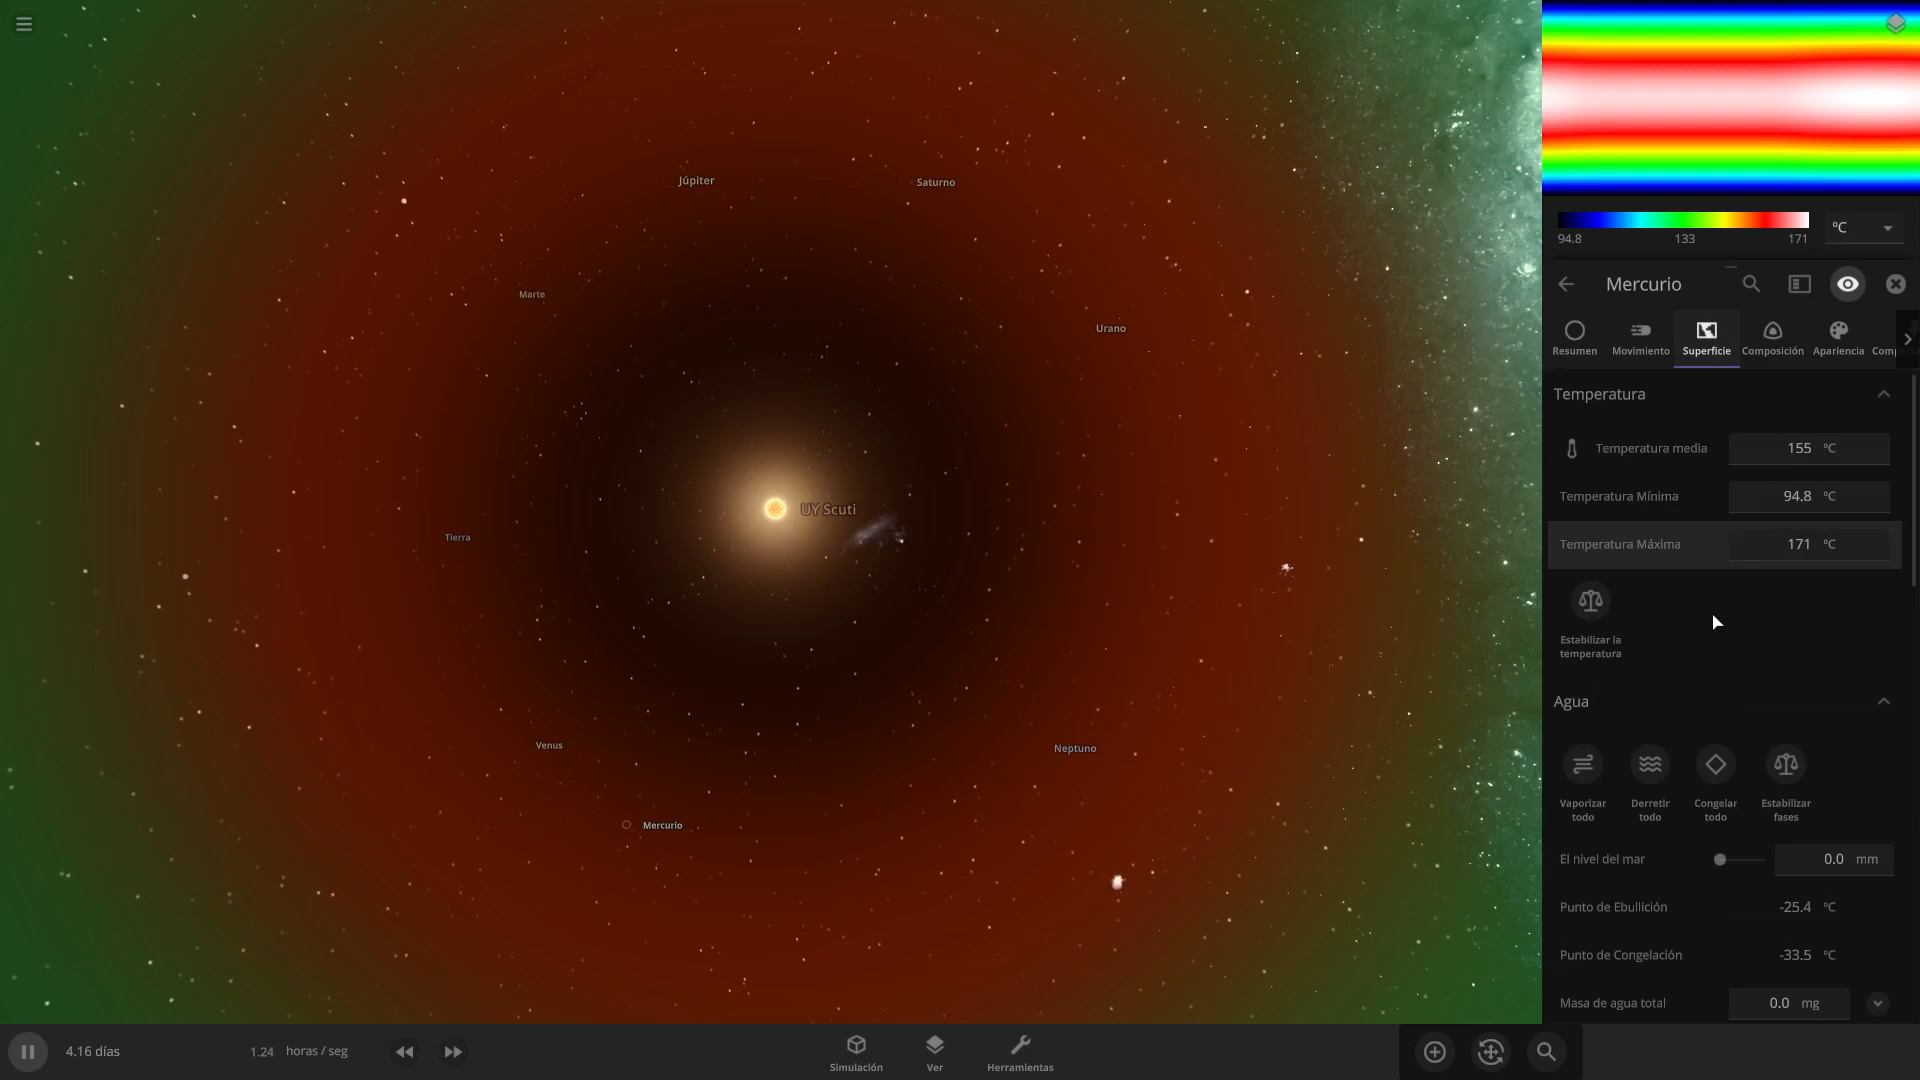 Júpiter
Saturno
Marte
Urano
UY Scuti
Tierra
Venus
Neptuno
Mercurio
94.8 133 171 °C
Mercurio
Resumen Movimiento Superficie Composición Apariencia
Temperatura
Temperatura media 155 °C
Temperatura Mínima 94.8 °C
Temperatura Máxima 171 °C
Estabilizar la
temperatura
Agua
Vaporizar Derretir Congelar Estabilizar
todo todo todo fases
El nivel del mar 0.0 mm
Punto de Ebullición -25.4 °C
Punto de Congelación -33.5 °C
Masa de agua total 0.0 mg
4.16 días 1.24 horas / seg
Simulación Ver Herramientas